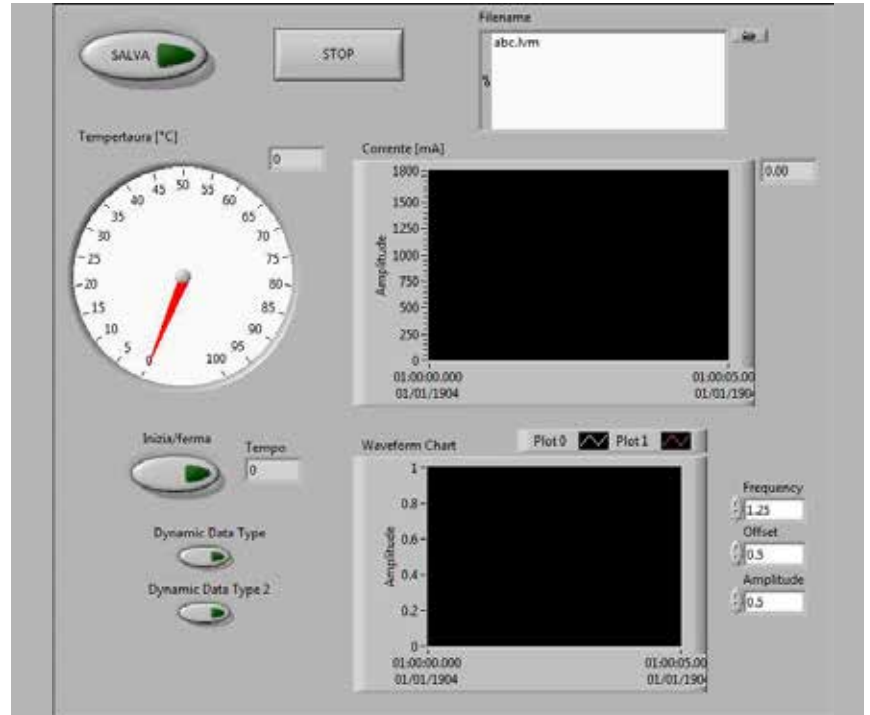 Filename
SALVA
STOP
abc.lvm
Tempertaura [°C]
0
Corrente [mA]
0.00
0
5
10
15
20
25
30
35
40
45
50
55
60
65
70
75
80
85
90
95
100
Amplitude
1800
1500
1250
1000
750
500
250
0
01:00:00.000
01/01/1904
01:00:05.00
01/01/190
Inizia/ferma
Tempo
0
Dynamic Data Type
Dynamic Data Type 2
Waveform Chart
Plot 0
Plot 1
Amplitude
1
0.8
0.6
0.4
0.2
0
01:00:00.000
01/01/1904
01:00:05.00
01/01/190
Frequency
1.25
Offset
0.5
Amplitude
0.5